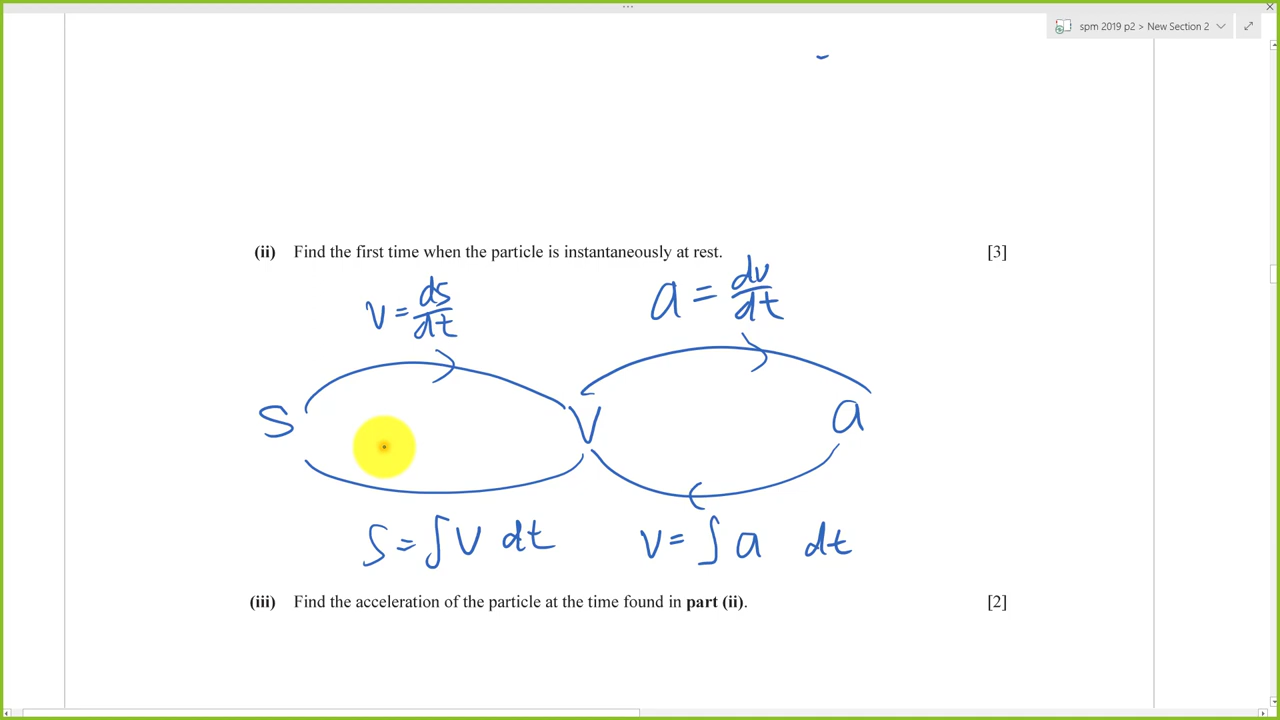 spm 2019 p2 > New Section 2
(ii) Find the first time when the particle is instantaneously at rest. [3]
v = ds/dt a = dv/dt
S V a
S = ∫ V dt V = ∫ a dt
(iii) Find the acceleration of the particle at the time found in part (ii). [2]